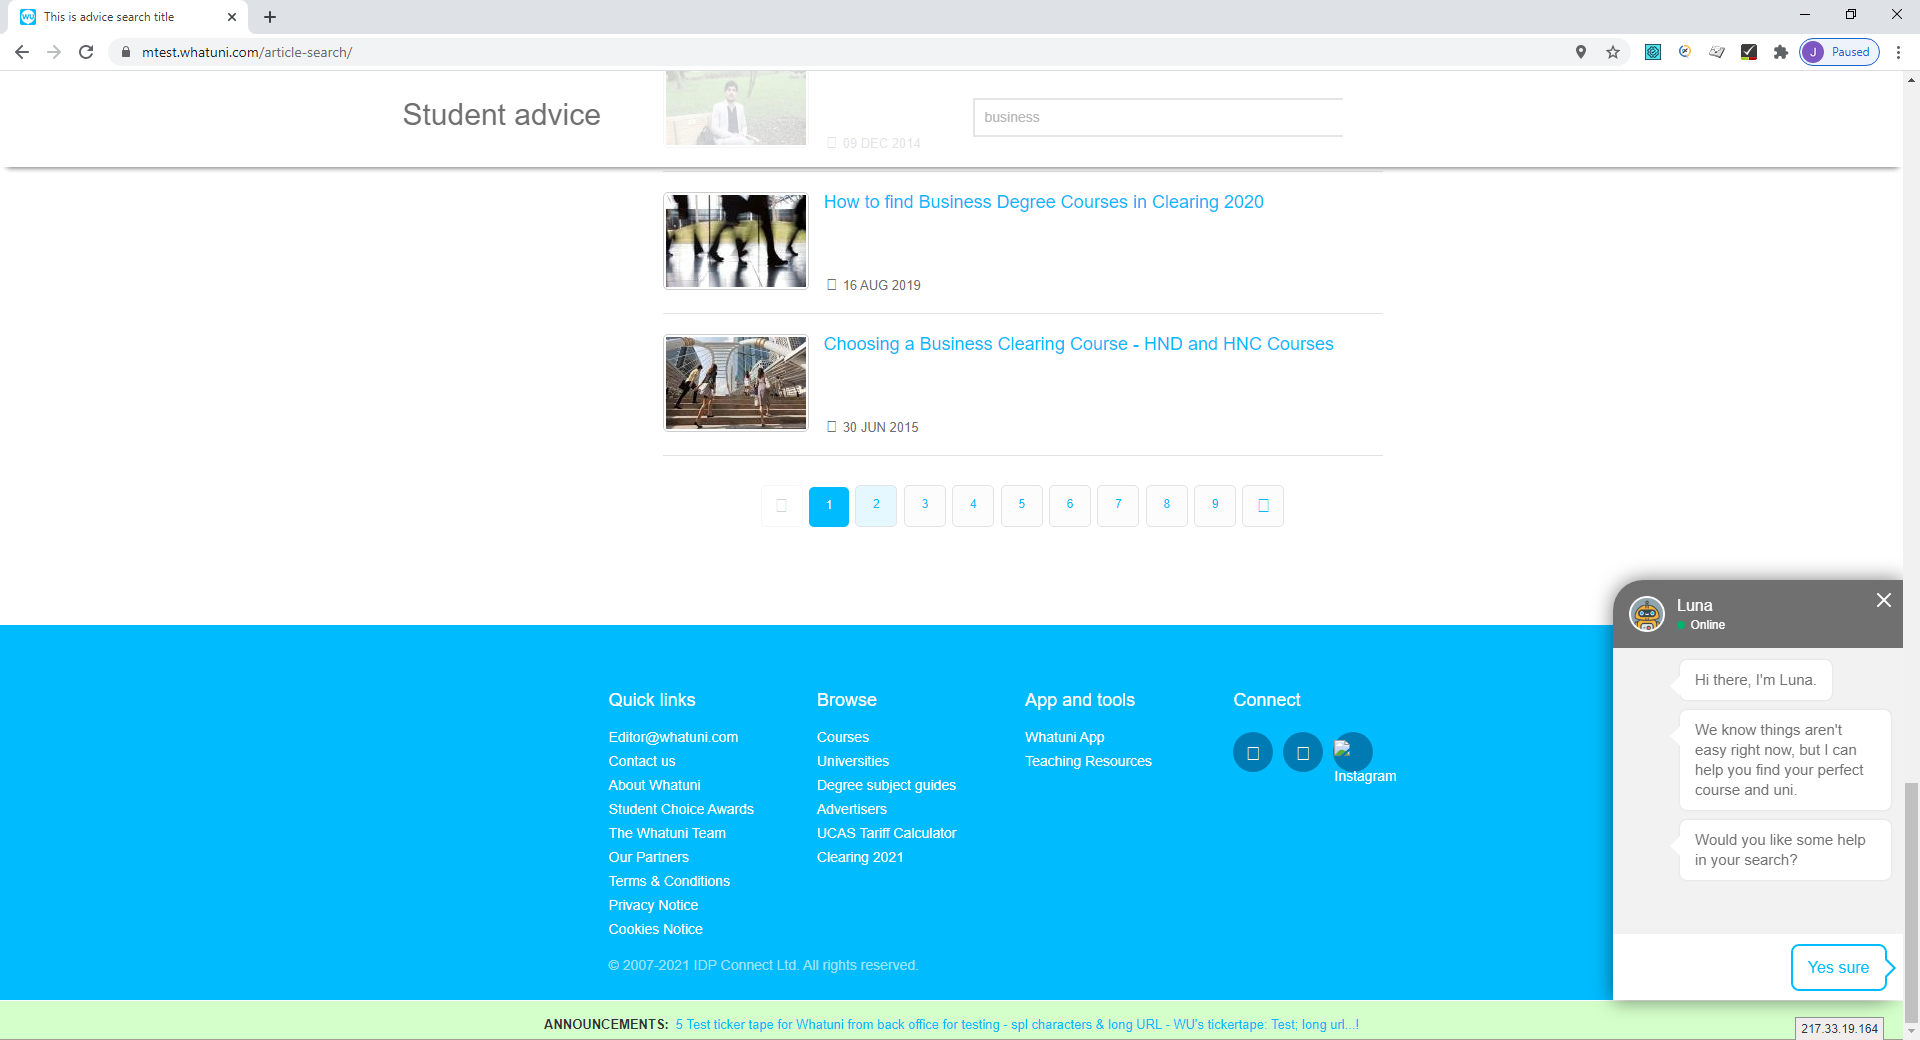 This is advice search title
mtest.whatuni.com/article-search/
J Paused
Student advice
business
09 DEC 2014
How to find Business Degree Courses in Clearing 2020
16 AUG 2019
Choosing a Business Clearing Course - HND and HNC Courses
30 JUN 2015
1 2 3 4 5 6 7 8 9
Luna
Online
Hi there, I'm Luna.
We know things aren't
easy right now, but I can
help you find your perfect
course and uni.
Would you like some help
in your search?
Yes sure
Quick links
Editor@whatuni.com
Contact us
About Whatuni
Student Choice Awards
The Whatuni Team
Our Partners
Terms & Conditions
Privacy Notice
Cookies Notice
Browse
Courses
Universities
Degree subject guides
Advertisers
UCAS Tariff Calculator
Clearing 2021
App and tools
Whatuni App
Teaching Resources
Connect
Instagram
© 2007-2021 IDP Connect Ltd. All rights reserved.
ANNOUNCEMENTS: 5 Test ticker tape for Whatuni from back office for testing - spl characters & long URL - WU's tickertape: Test; long url...!
217.33.19.164